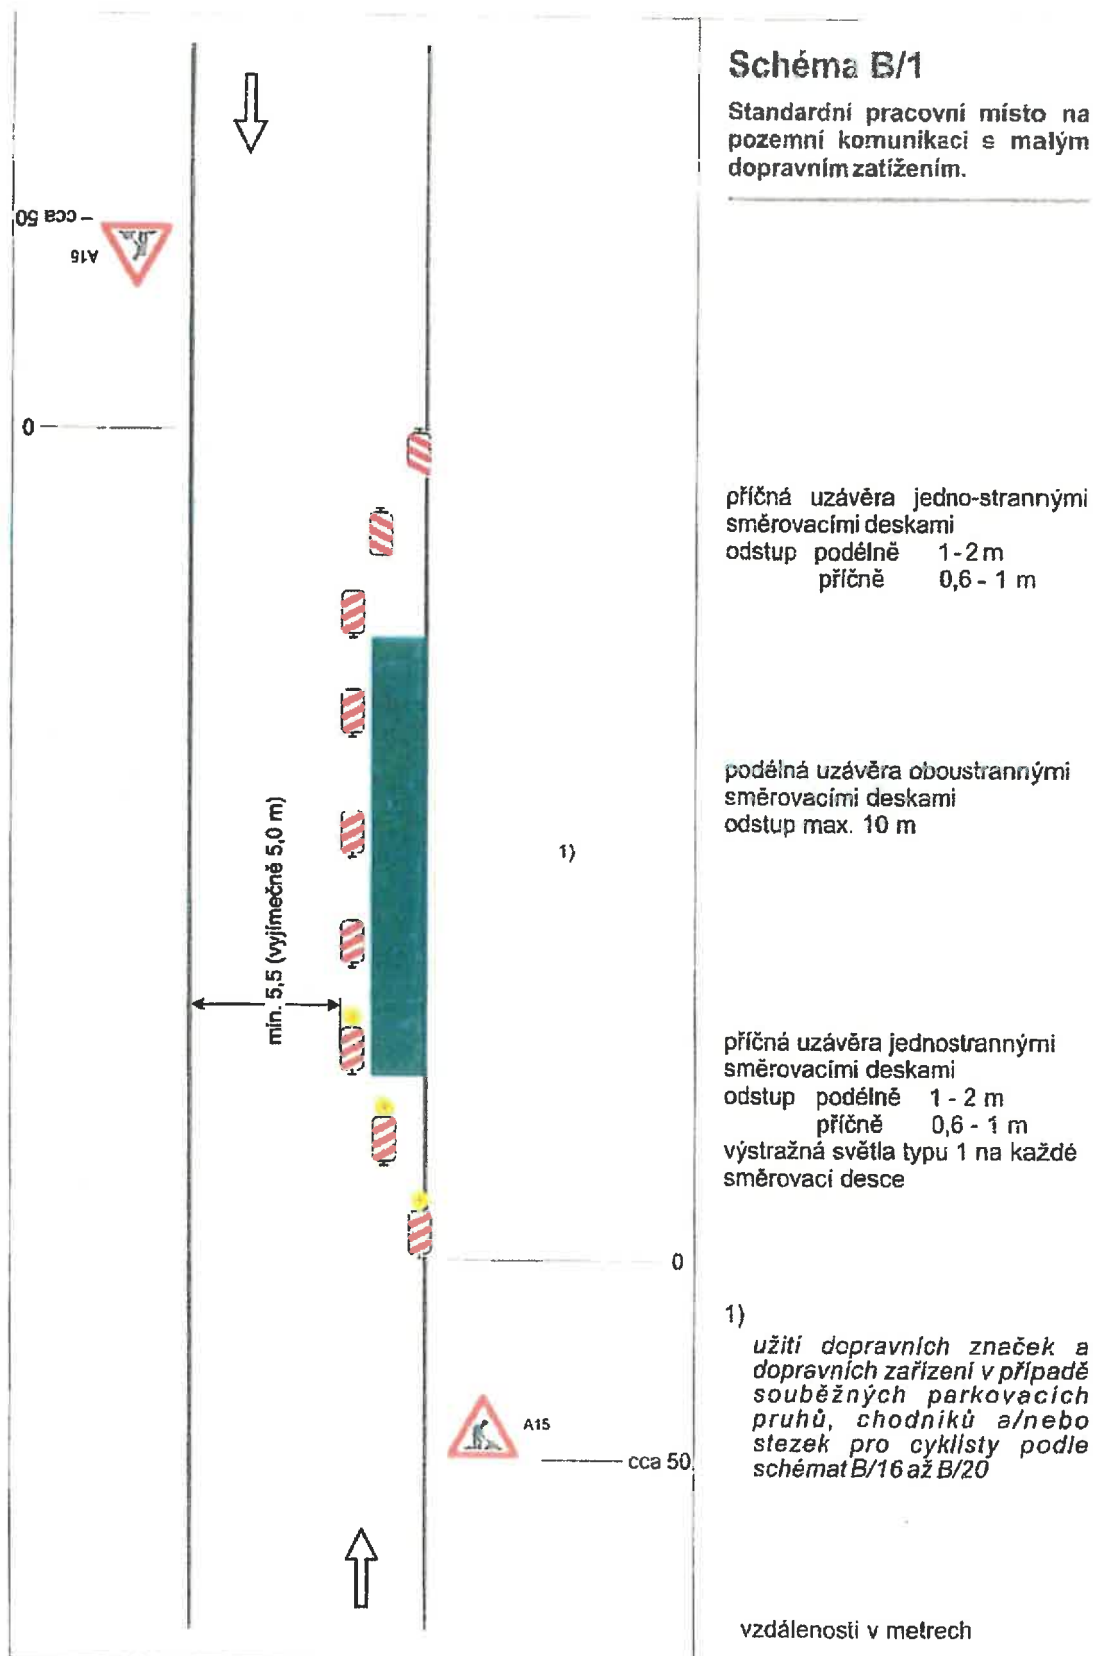 Schéma B/1
Standardní pracovní místo na
pozemní komunikaci s malým
dopravním zatížením.
cca 50
A15
0
příčná uzávěra jedno-strannými
směrovacími deskami
odstup podélně 1-2 m
příčně 0,6 - 1 m
podélná uzávěra oboustrannými
směrovacími deskami
odstup max. 10 m
min. 5,5 (vyjímečně 5,0 m)
1)
příčná uzávěra jednostrannými
směrovacími deskami
odstup podélně 1 - 2 m
příčně 0,6 - 1 m
výstražná světla typu 1 na každé
směrovací desce
0
1)
užití dopravních značek a
dopravních zařízení v případě
souběžných parkovacích
pruhů, chodníků a/nebo
stezek pro cyklisty podle
schémat B/16 až B/20
A15
cca 50
vzdálenosti v metrech